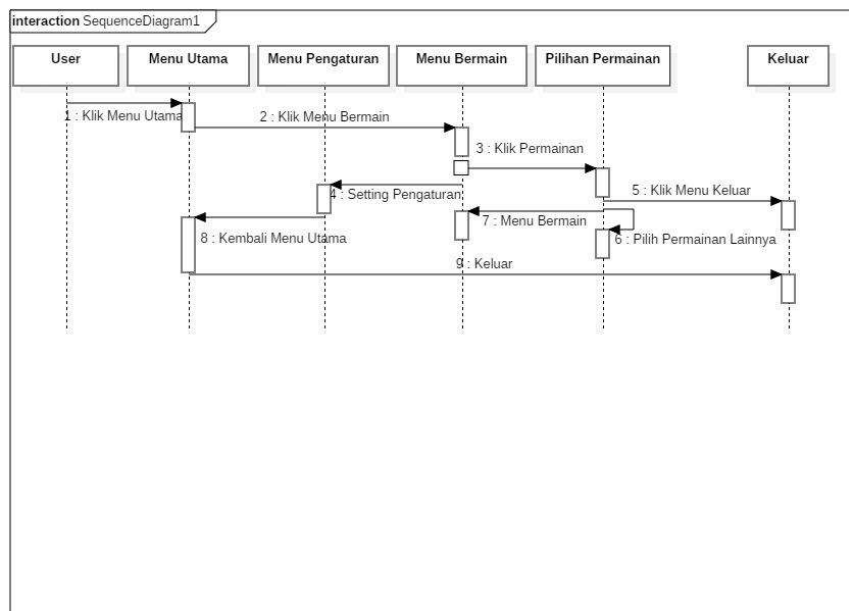 interaction SequenceDiagram1
User
Menu Utama
Menu Pengaturan
Menu Bermain
Pilihan Permainan
Keluar
1 : Klik Menu Utama
2 : Klik Menu Bermain
3 : Klik Permainan
4 : Setting Pengaturan
5 : Klik Menu Keluar
7 : Menu Bermain
8 : Kembali Menu Utama
6 : Pilih Permainan Lainnya
9 : Keluar